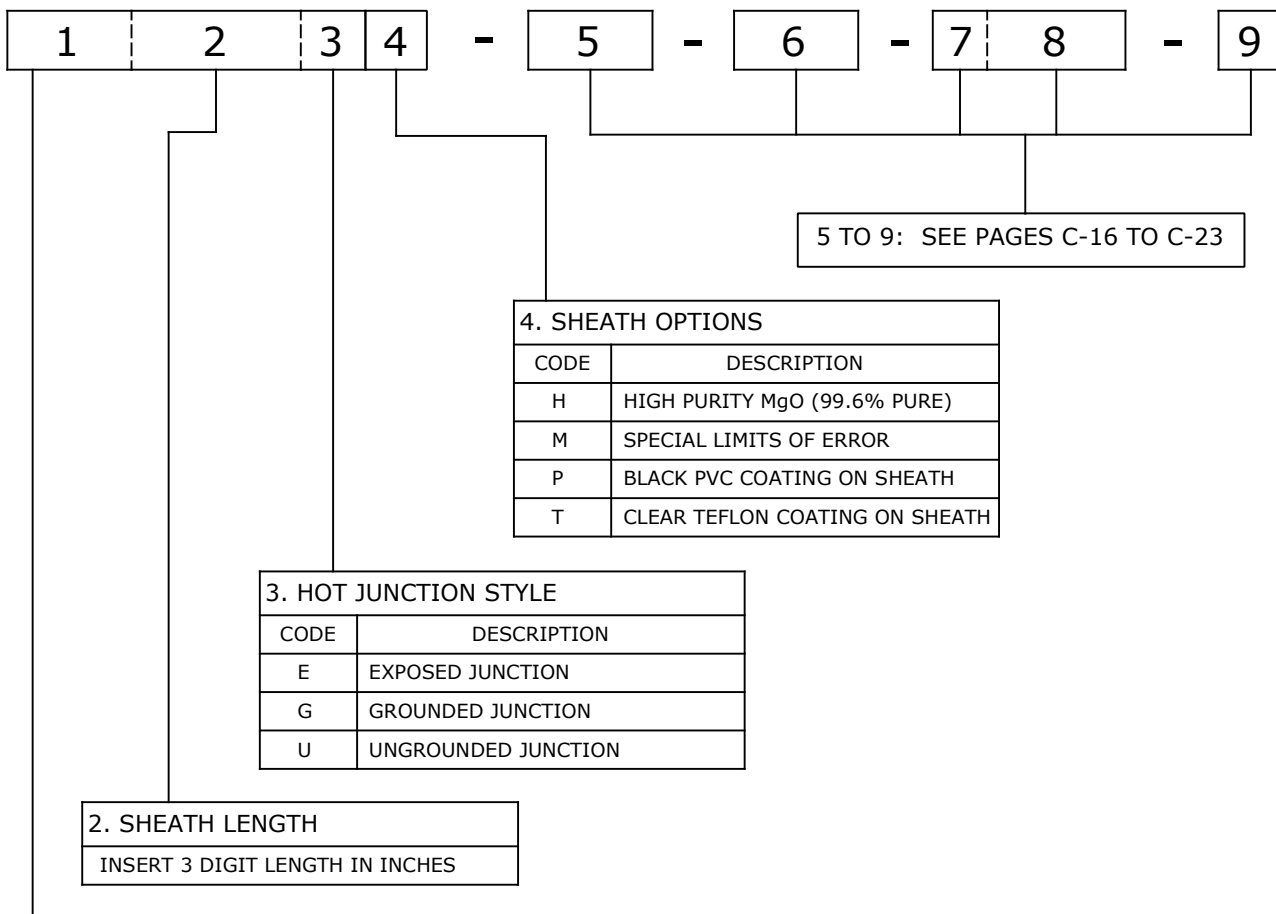 1 2 3 4 - 5 - 6 - 7 8 - 9
5 TO 9: SEE PAGES C-16 TO C-23
4. SHEATH OPTIONS
CODE DESCRIPTION
H HIGH PURITY MgO (99.6% PURE)
M SPECIAL LIMITS OF ERROR
P BLACK PVC COATING ON SHEATH
T CLEAR TEFLON COATING ON SHEATH
3. HOT JUNCTION STYLE
CODE DESCRIPTION
E EXPOSED JUNCTION
G GROUNDED JUNCTION
U UNGROUNDED JUNCTION
2. SHEATH LENGTH
INSERT 3 DIGIT LENGTH IN INCHES